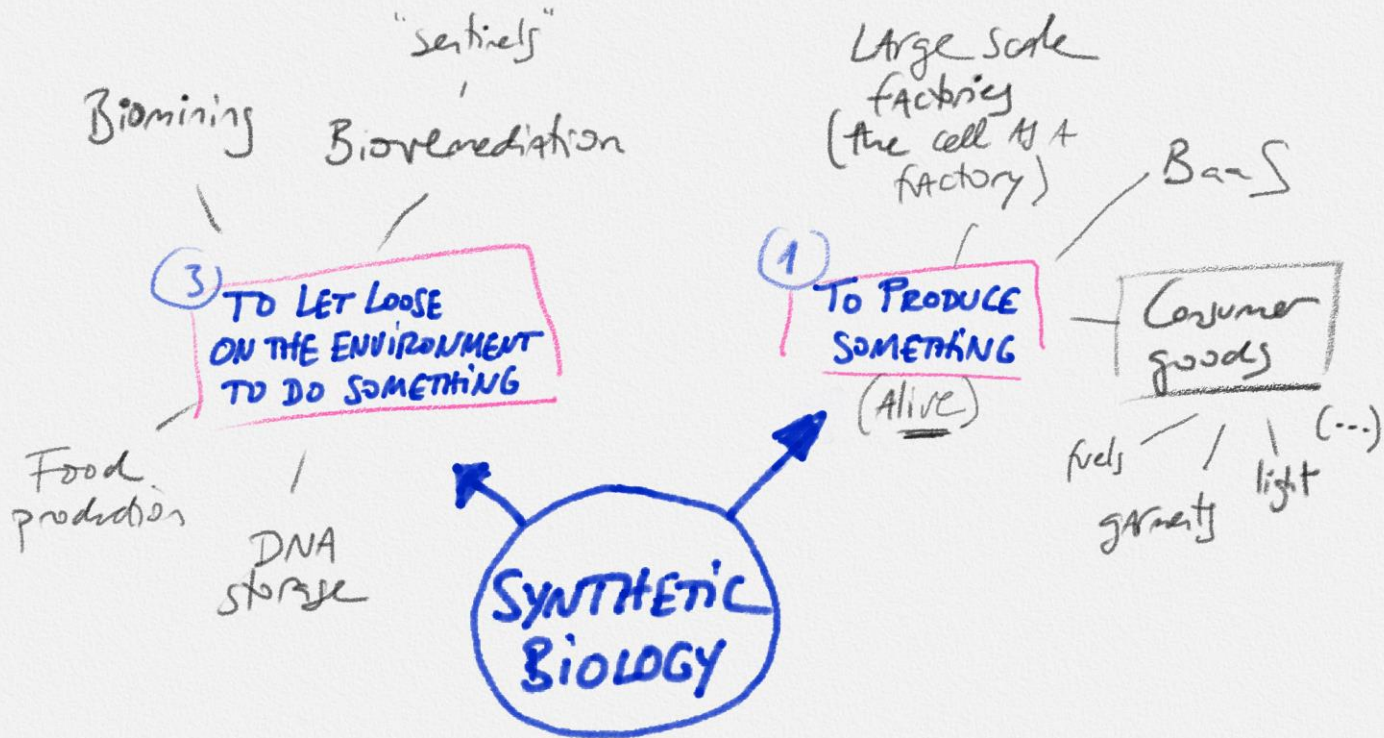 "sentinels"
Biomining
Bioremediation
3
TO LET LOOSE
ON THE ENVIRONMENT
TO DO SOMETHING
Food
production
DNA
storage
LArge scale
fActories
(the cell As A
fActory)
BaaS
1
TO PRODUCE
SOMETHING
(Alive)
Consumer
goods
fuels
gArments
light
(...)
SYNTHETIC
BIOLOGY